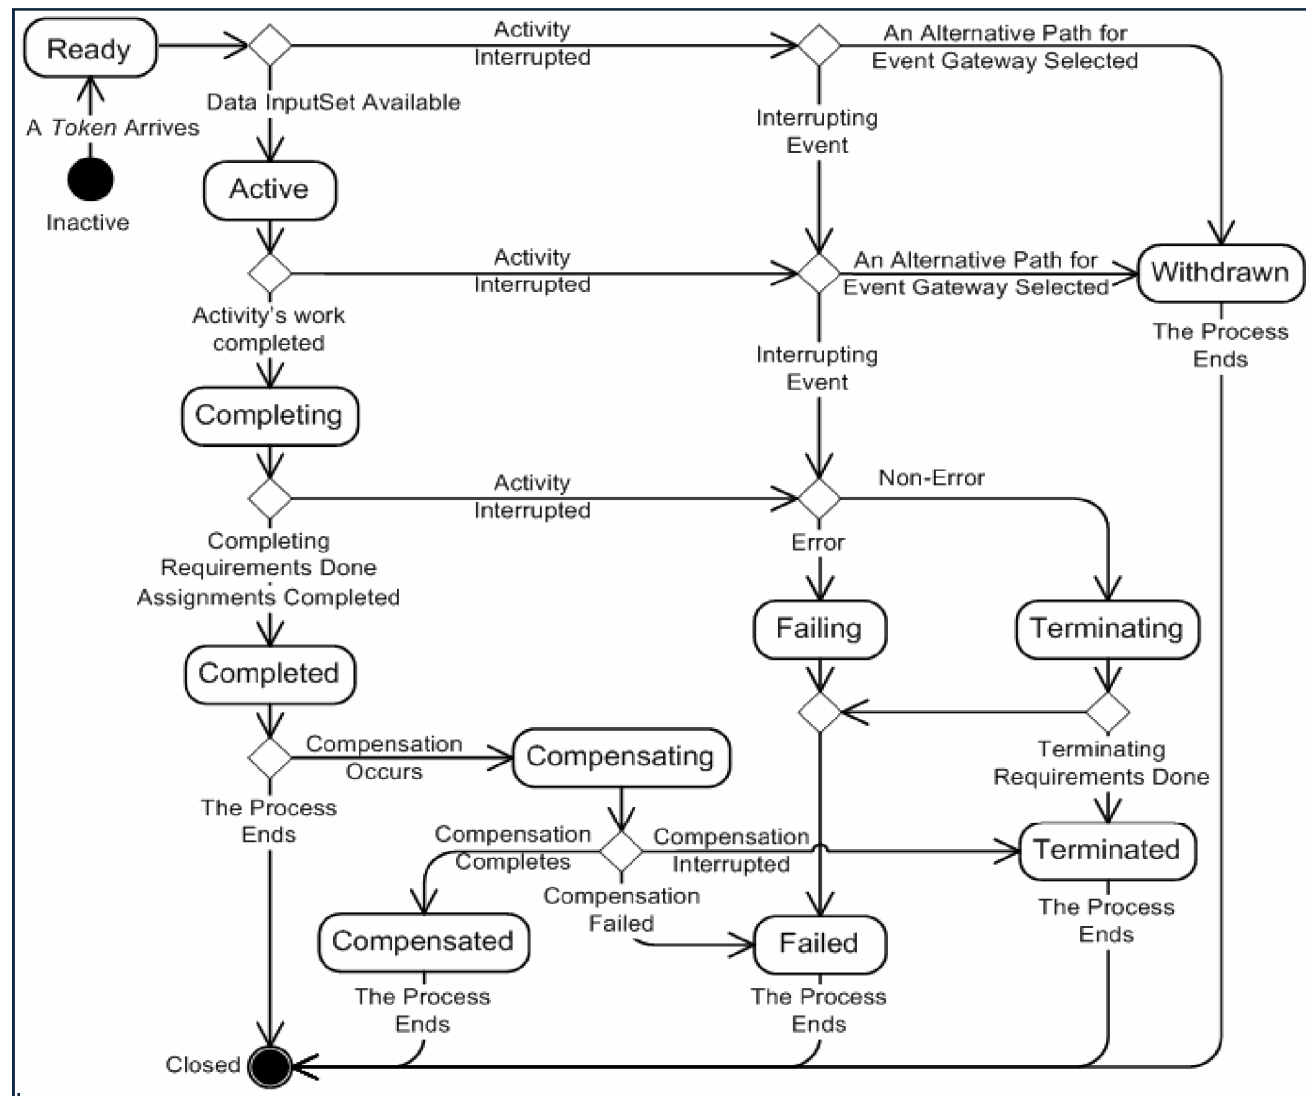 Ready
Activity
Interrupted
An Alternative Path for
Event Gateway Selected
A Token Arrives
Data InputSet Available
Interrupting
Event
Inactive
Active
Activity
Interrupted
An Alternative Path for
Event Gateway Selected
Withdrawn
Activity's work
completed
The Process
Ends
Interrupting
Event
Completing
Activity
Interrupted
Non-Error
Completing
Requirements Done
Assignments Completed
Error
Failing
Terminating
Completed
Compensation
Occurs
Compensating
Terminating
Requirements Done
The Process
Ends
Compensation
Completes
Compensation
Interrupted
Terminated
Compensation
Failed
The Process
Ends
Compensated
Failed
The Process
Ends
The Process
Ends
Closed